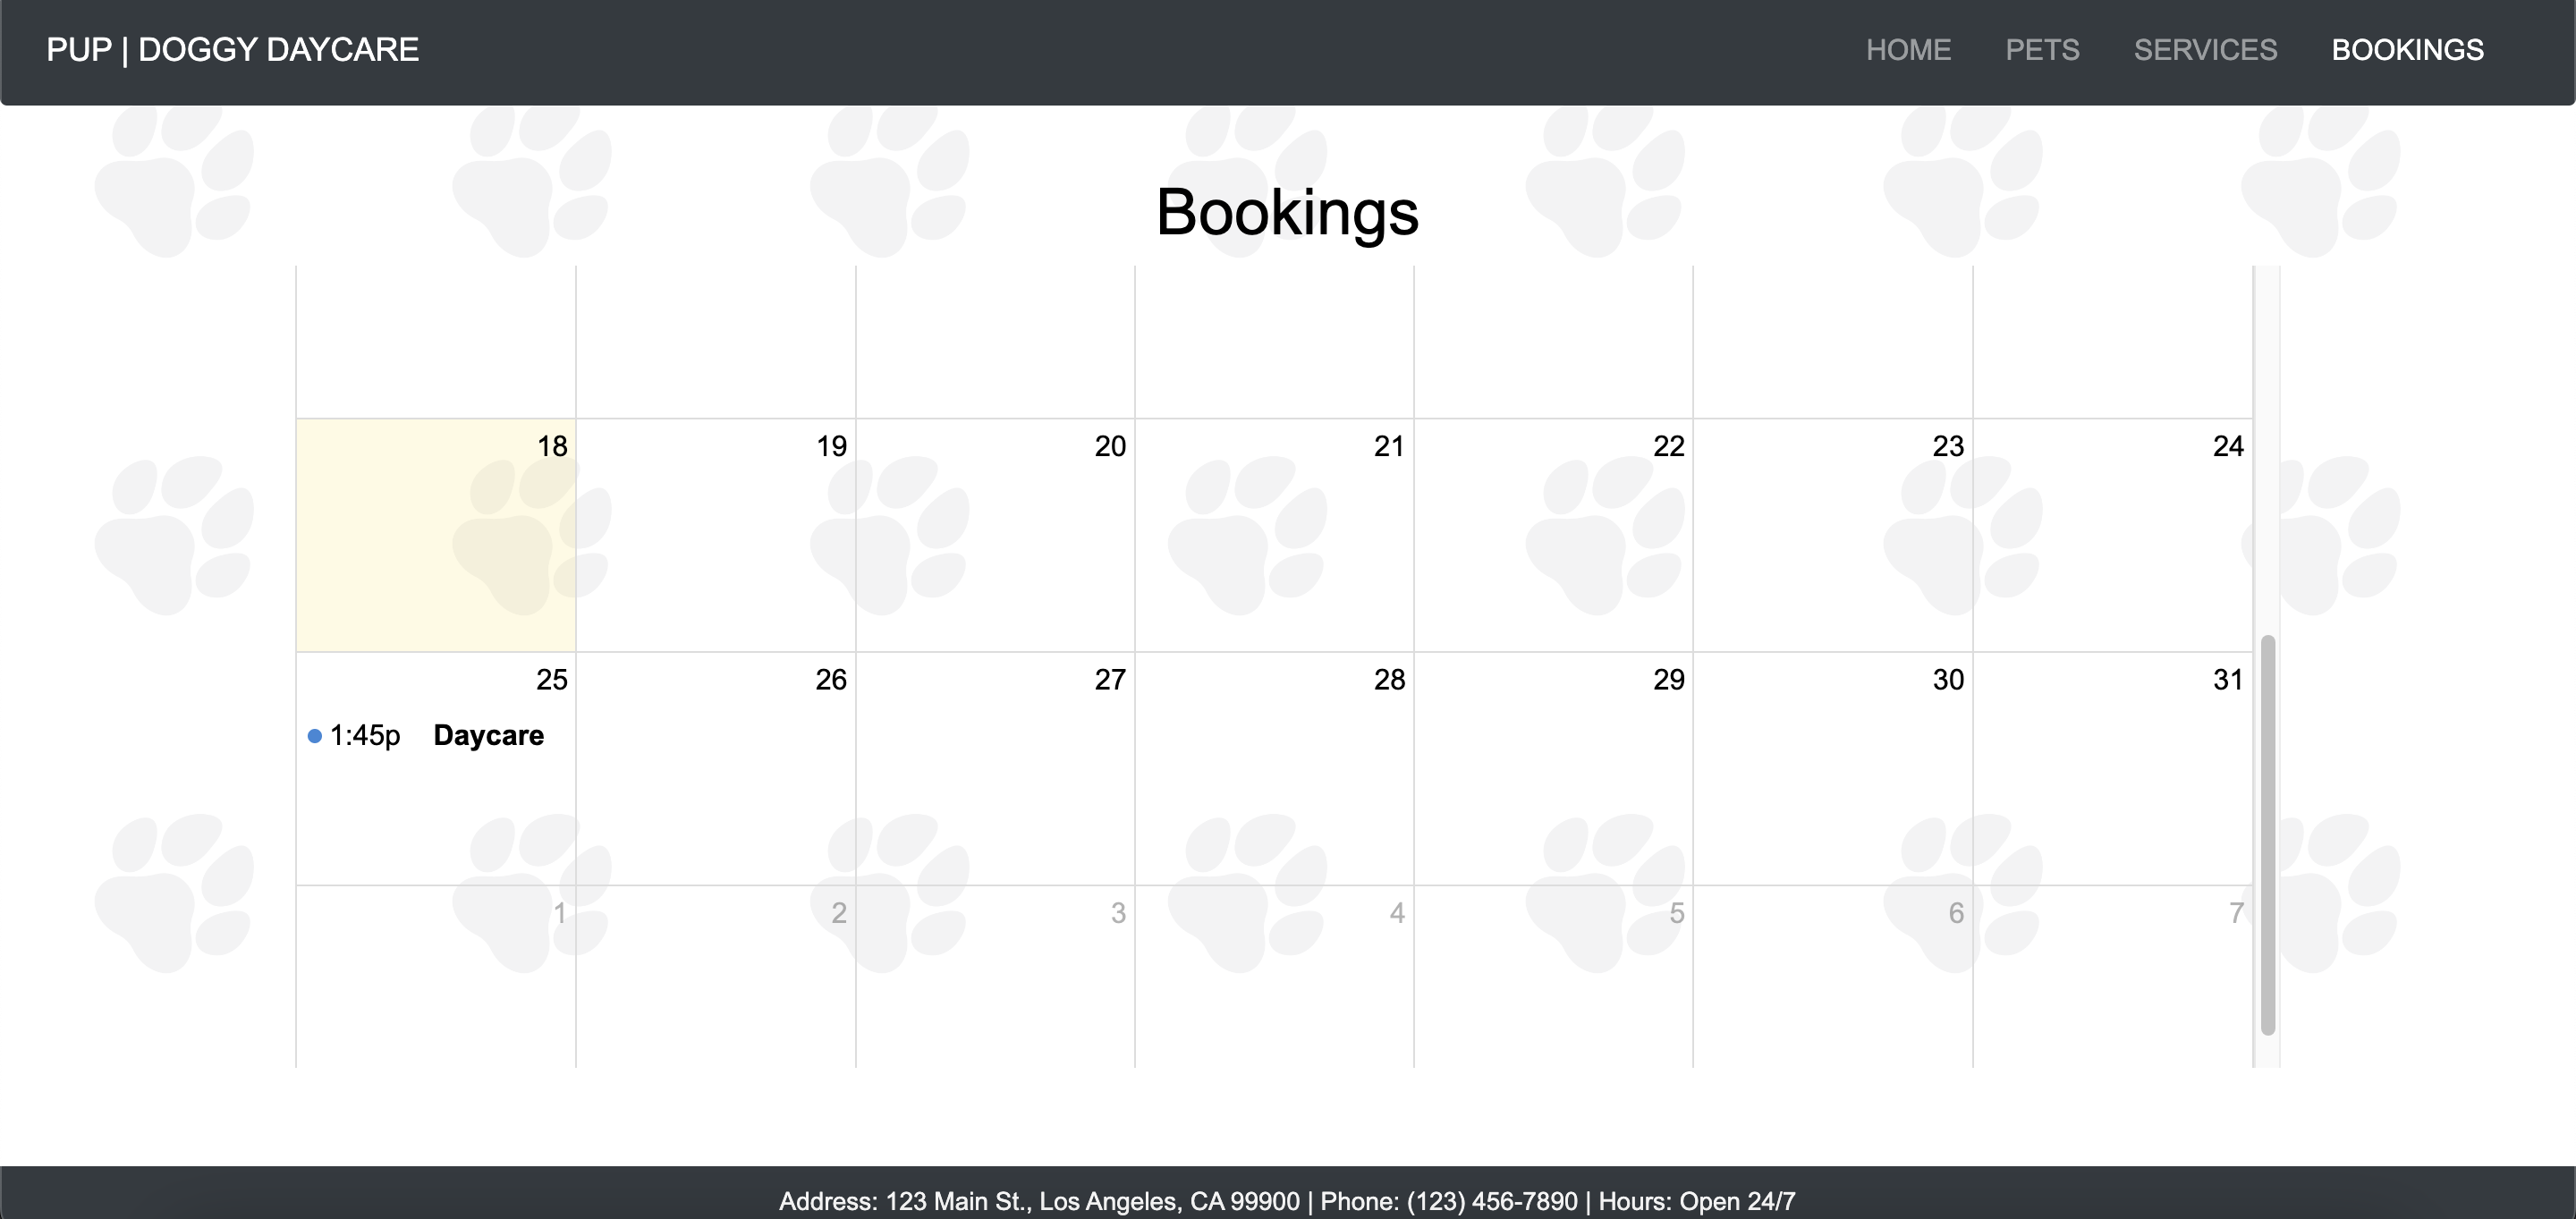 PUP | DOGGY DAYCARE HOME PETS SERVICES BOOKINGS
Bookings
18 19 20 21 22 23 24
25 26 27 28 29 30 31
1:45p Daycare
1 2 3 4 5 6 7
Address: 123 Main St., Los Angeles, CA 99900 | Phone: (123) 456-7890 | Hours: Open 24/7